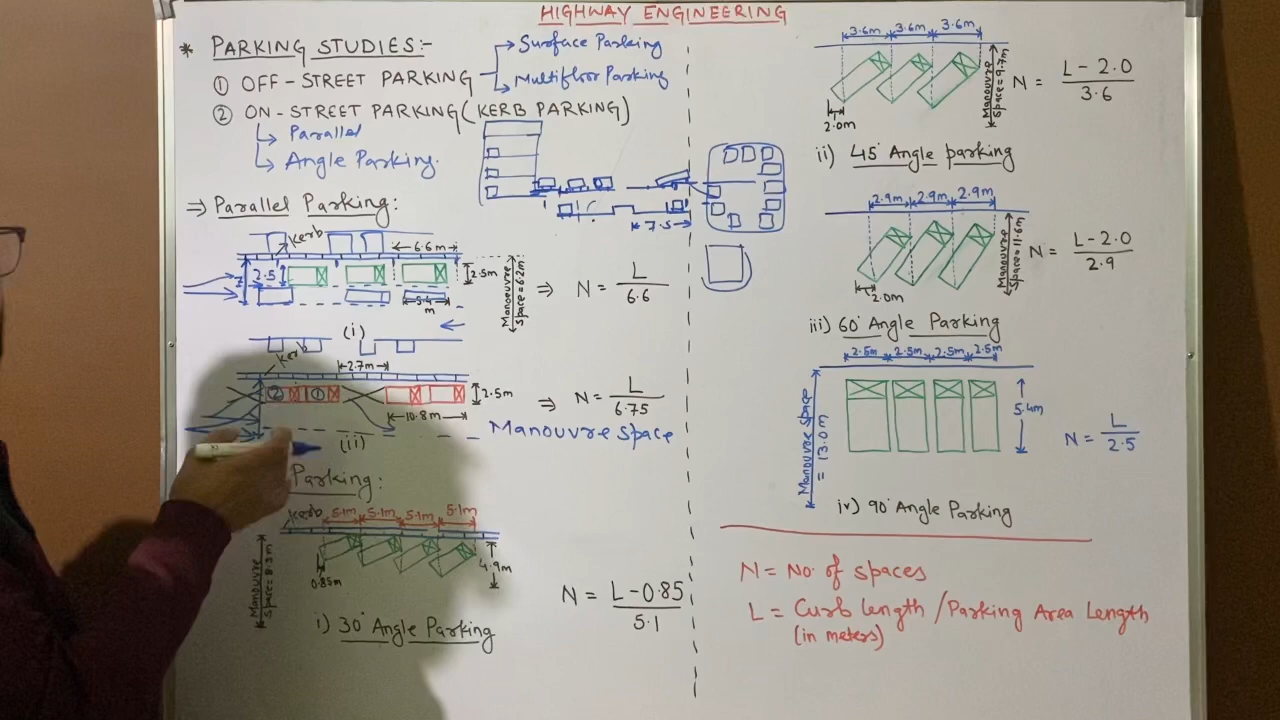 HIGHWAY ENGINEERING
* PARKING STUDIES:-
① OFF-STREET PARKING
Surface Parking
Multifloor Parking
② ON-STREET PARKING (KERB PARKING)
Parallel
Angle Parking.
⇒ Parallel Parking:
Kerb
6.6m
2.5
2.5m
5.4
m
Manoeuvre
Space=6.2m
⇒ N = L/6.6
7.5
(i)
Kerb
2.7m
② ①
2.5m
10.8m
⇒ N = L/6.75
(ii)
Manouvre Space
Parking:
Kerb
5.1m 5.1m 5.1m 5.1m
0.85m
4.9m
Manouvre
i) 30° Angle Parking
N = L-0.85/5.1
3.6m 3.6m 3.6m
2.0m
Manouvre
Space=9.7m
N = L-2.0/3.6
ii) 45° Angle parking
2.9m 2.9m 2.9m
2.0m
Manouvre
Space=11.6m
N = L-2.0/2.9
iii) 60° Angle Parking
2.5m 2.5m 2.5m 2.5m
Manouvre Space
= 13.0m
5.4m
N = L/2.5
iv) 90° Angle Parking
N = No. of spaces
L = Curb length / Parking Area Length
(in meters)